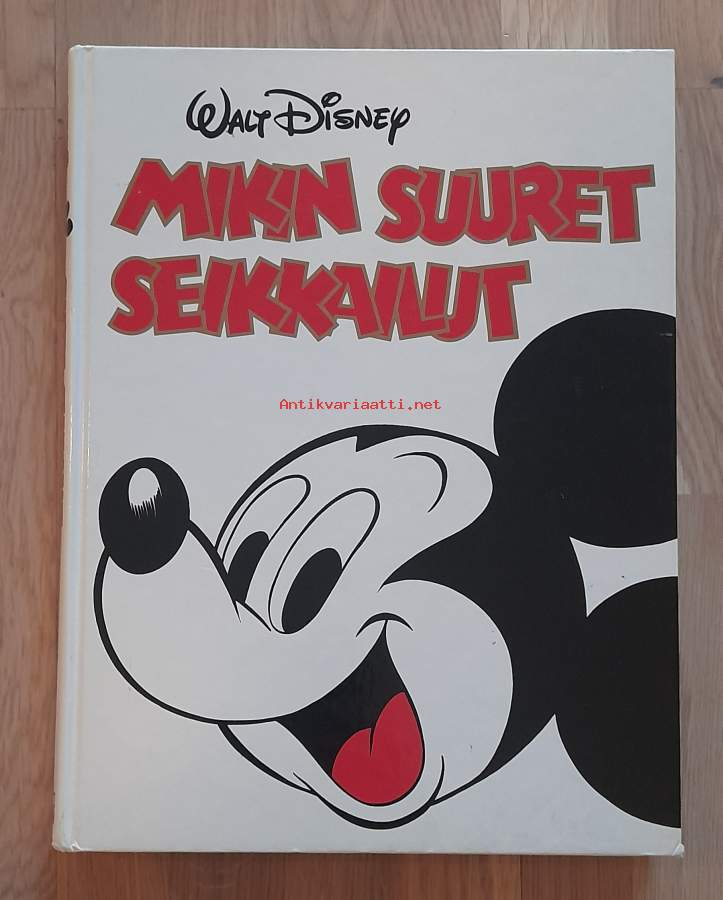 WALT DISNEY
MIKIN SUURET
SEIKKAILUT
Antikvariaatti.net